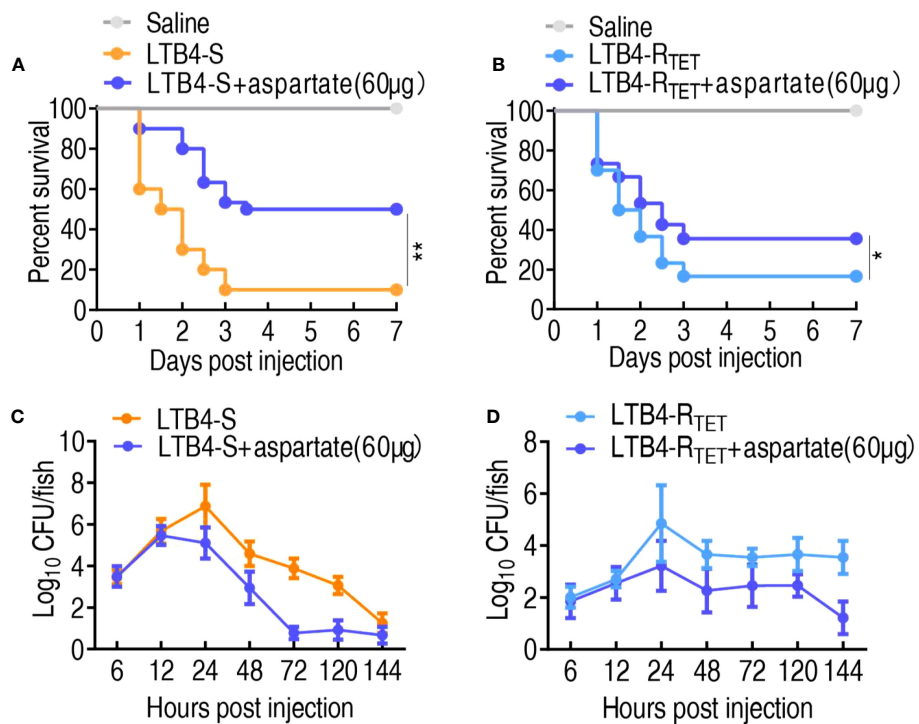 A
Saline
LTB4-S
LTB4-S+aspartate(60µg)
Percent survival
100
80
60
40
20
0
**
0 1 2 3 4 5 6 7
Days post injection
B
Saline
LTB4-R_TET
LTB4-R_TET+aspartate(60µg)
Percent survival
100
80
60
40
20
0
*
0 1 2 3 4 5 6 7
Days post injection
C
LTB4-S
LTB4-S+aspartate(60µg)
Log10 CFU/fish
10
8
6
4
2
0
6 12 24 48 72 120 144
Hours post injection
D
LTB4-R_TET
LTB4-R_TET+aspartate(60µg)
Log10 CFU/fish
8
6
4
2
0
6 12 24 48 72 120 144
Hours post injection